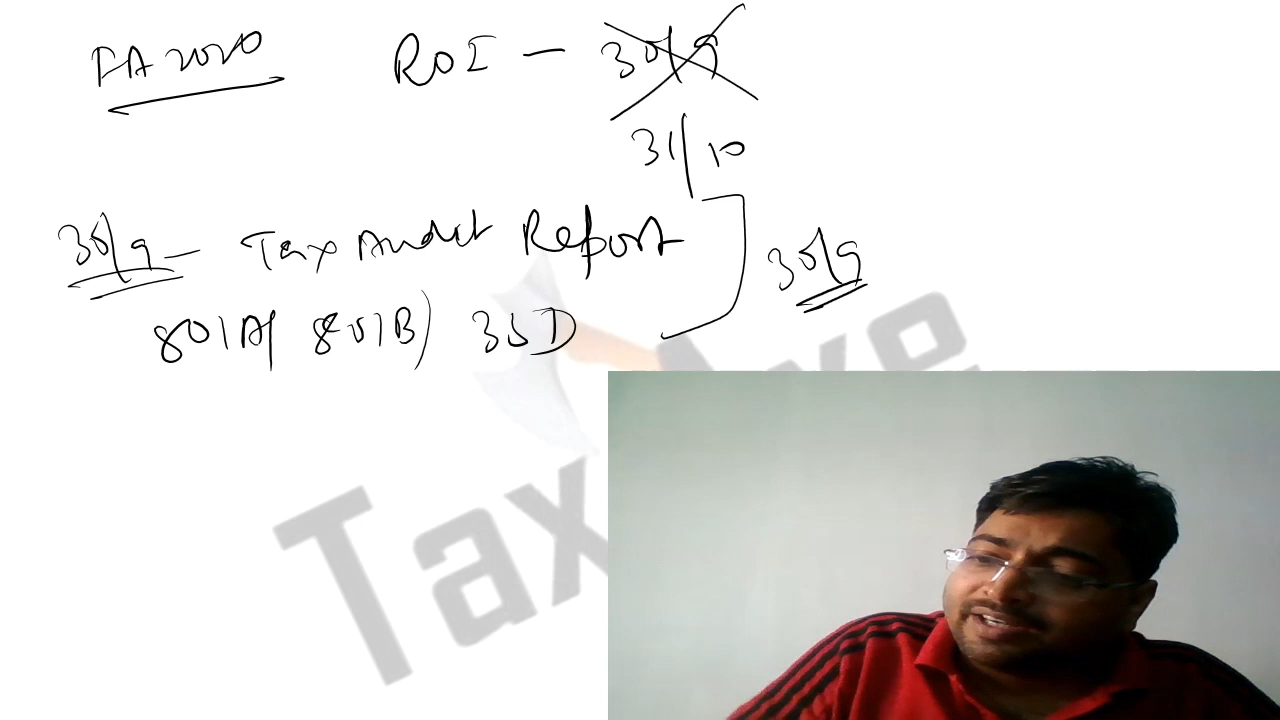 FA 2020 ROI - 30/9
31/10
30/9 - Tax Audit Report
30/9
80IA/ 80IB/ 35D
Tax